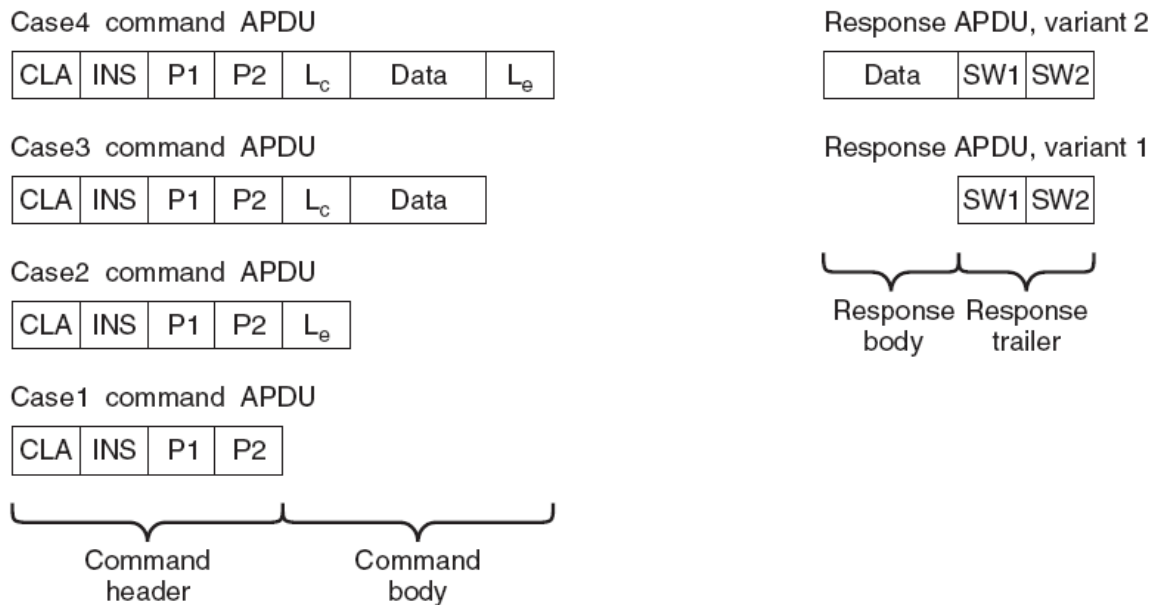 Case4 command APDU
CLA INS P1 P2 Lc Data Le
Case3 command APDU
CLA INS P1 P2 Lc Data
Case2 command APDU
CLA INS P1 P2 Le
Case1 command APDU
CLA INS P1 P2
Command header
Command body
Response APDU, variant 2
Data SW1 SW2
Response APDU, variant 1
SW1 SW2
Response body
Response trailer